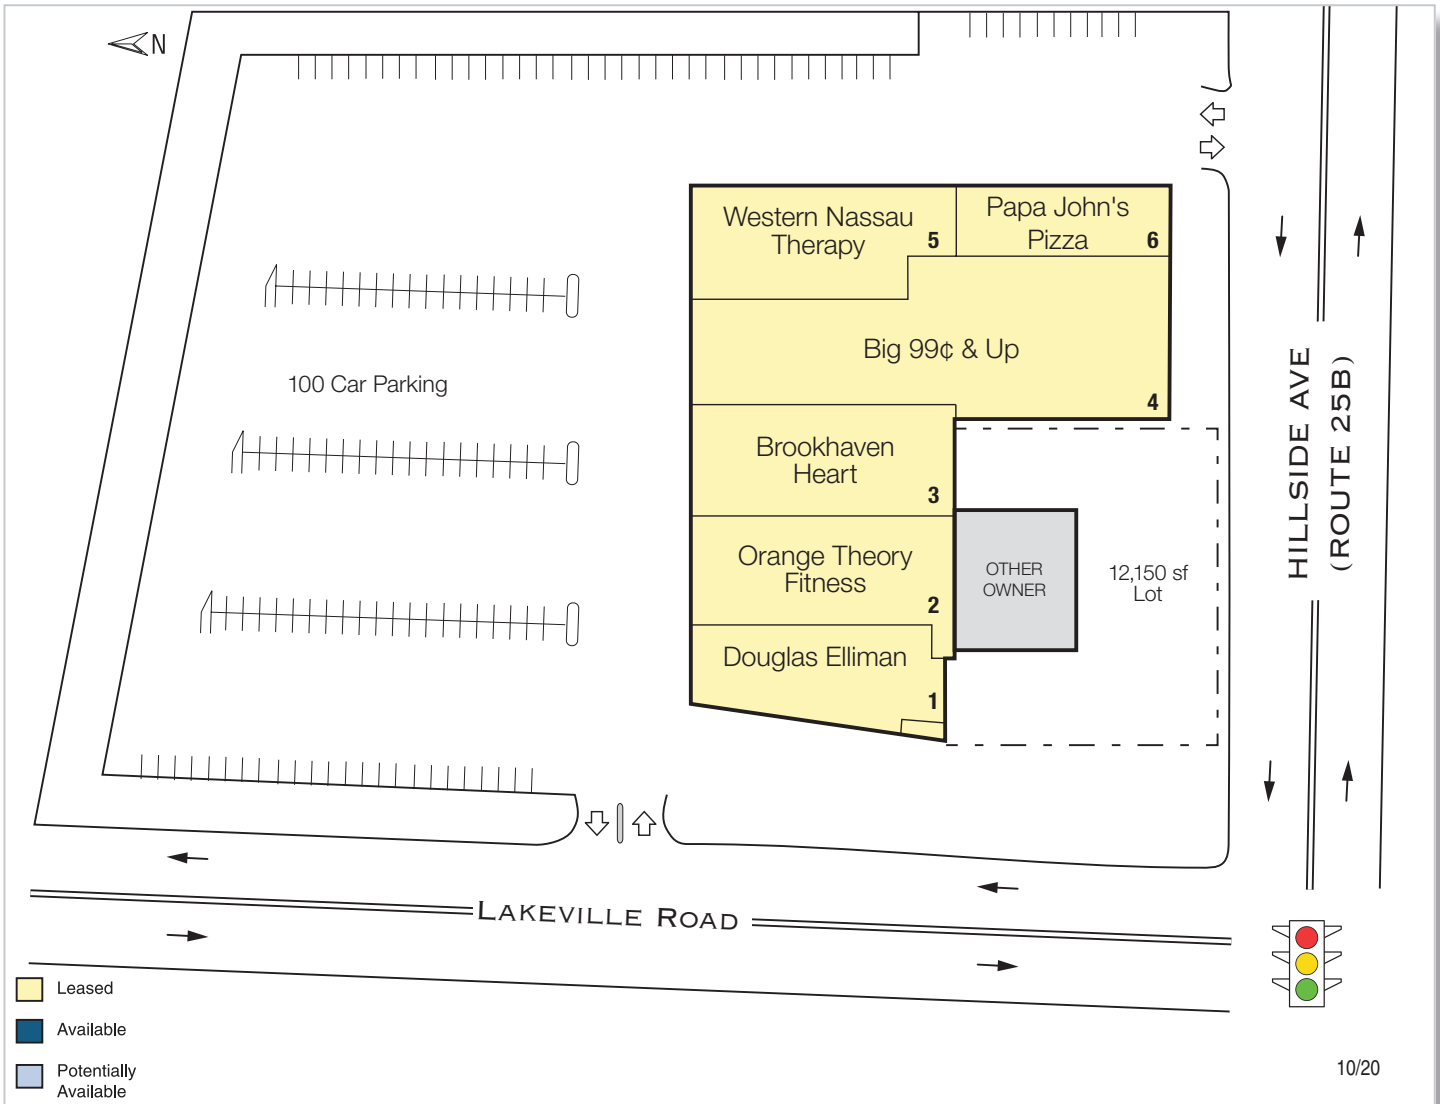 N
Western Nassau
Therapy
5
Papa John's
Pizza
6
Big 99¢ & Up
4
100 Car Parking
Brookhaven
Heart
3
Orange Theory
Fitness
2
OTHER
OWNER
12,150 sf
Lot
Douglas Elliman
1
HILLSIDE AVE
(ROUTE 25B)
LAKEVILLE ROAD
Leased
Available
Potentially
Available
10/20